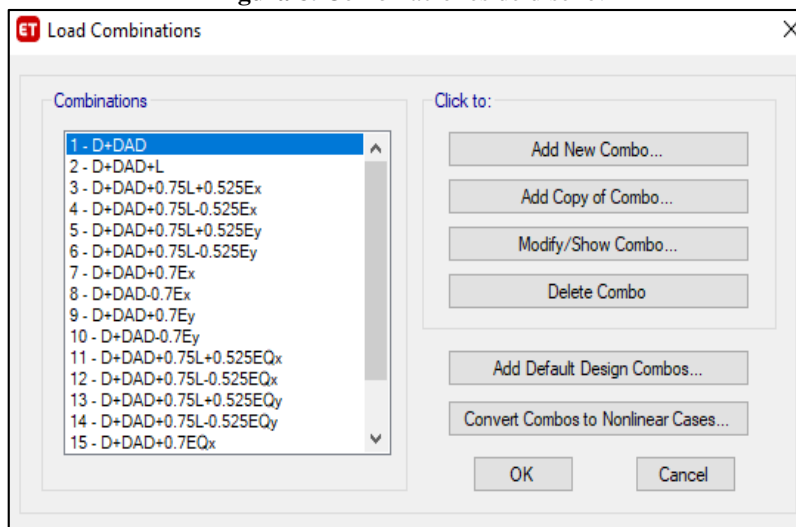 ET Load Combinations
Combinations
1 - D+DAD
2 - D+DAD+L
3 - D+DAD+0.75L+0.525Ex
4 - D+DAD+0.75L-0.525Ex
5 - D+DAD+0.75L+0.525Ey
6 - D+DAD+0.75L-0.525Ey
7 - D+DAD+0.7Ex
8 - D+DAD-0.7Ex
9 - D+DAD+0.7Ey
10 - D+DAD-0.7Ey
11 - D+DAD+0.75L+0.525EQx
12 - D+DAD+0.75L-0.525EQx
13 - D+DAD+0.75L+0.525EQy
14 - D+DAD+0.75L-0.525EQy
15 - D+DAD+0.7EQx
Click to:
Add New Combo...
Add Copy of Combo...
Modify/Show Combo...
Delete Combo
Add Default Design Combos...
Convert Combos to Nonlinear Cases...
OK
Cancel